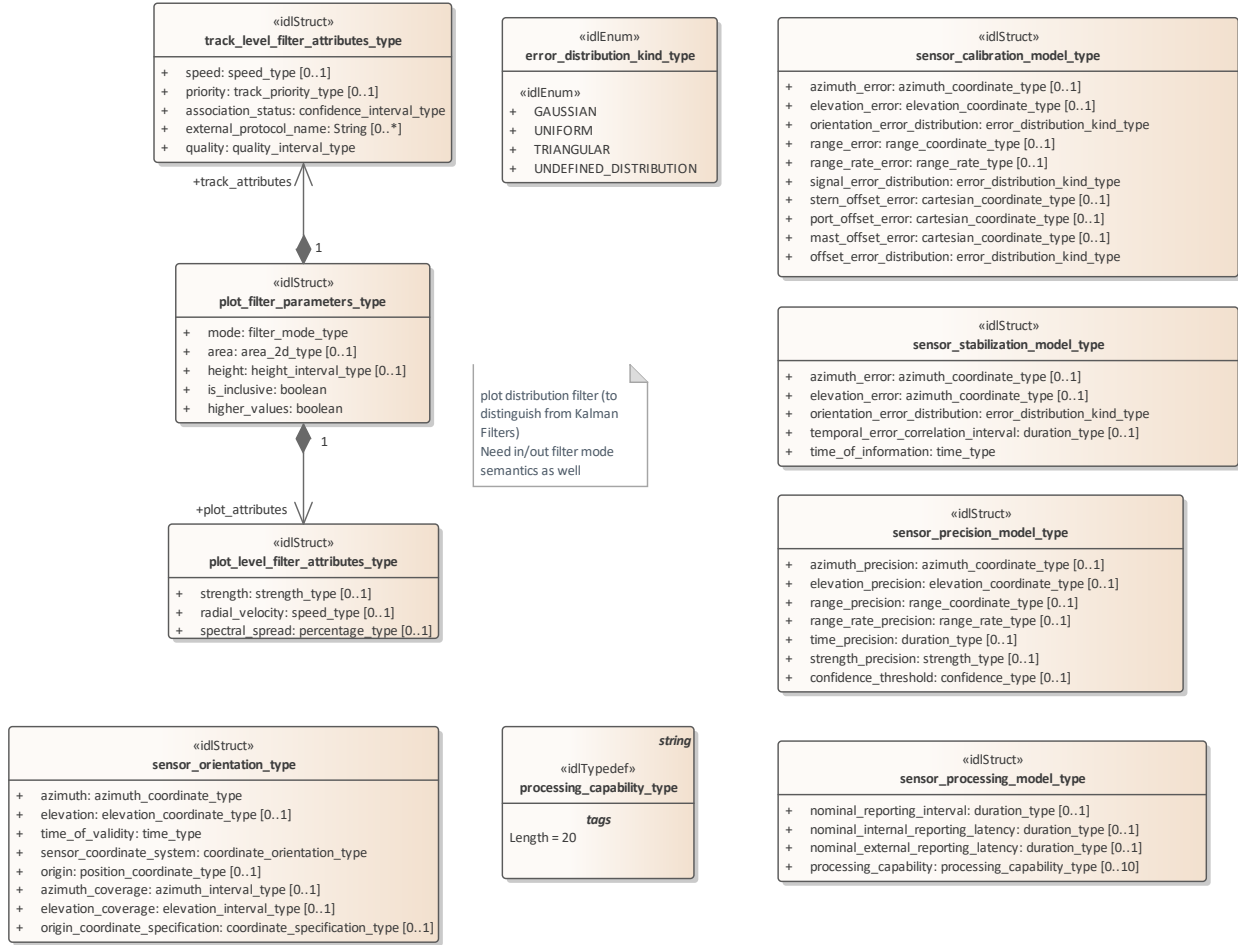 «idlStruct»
track_level_filter_attributes_type
+ speed: speed_type [0..1]
+ priority: track_priority_type [0..1]
+ association_status: confidence_interval_type
+ external_protocol_name: String [0..*]
+ quality: quality_interval_type
+track_attributes
1
«idlStruct»
plot_filter_parameters_type
+ mode: filter_mode_type
+ area: area_2d_type [0..1]
+ height: height_interval_type [0..1]
+ is_inclusive: boolean
+ higher_values: boolean
1
+plot_attributes
«idlStruct»
plot_level_filter_attributes_type
+ strength: strength_type [0..1]
+ radial_velocity: speed_type [0..1]
+ spectral_spread: percentage_type [0..1]
«idlStruct»
sensor_orientation_type
+ azimuth: azimuth_coordinate_type
+ elevation: elevation_coordinate_type [0..1]
+ time_of_validity: time_type
+ sensor_coordinate_system: coordinate_orientation_type
+ origin: position_coordinate_type [0..1]
+ azimuth_coverage: azimuth_interval_type [0..1]
+ elevation_coverage: elevation_interval_type [0..1]
+ origin_coordinate_specification: coordinate_specification_type [0..1]
«idlEnum»
error_distribution_kind_type
«idlEnum»
+ GAUSSIAN
+ UNIFORM
+ TRIANGULAR
+ UNDEFINED_DISTRIBUTION
plot distribution filter (to
distinguish from Kalman
Filters)
Need in/out filter mode
semantics as well
string
«idlTypedef»
processing_capability_type
tags
Length = 20
«idlStruct»
sensor_calibration_model_type
+ azimuth_error: azimuth_coordinate_type [0..1]
+ elevation_error: elevation_coordinate_type [0..1]
+ orientation_error_distribution: error_distribution_kind_type
+ range_error: range_coordinate_type [0..1]
+ range_rate_error: range_rate_type [0..1]
+ signal_error_distribution: error_distribution_kind_type
+ stern_offset_error: cartesian_coordinate_type [0..1]
+ port_offset_error: cartesian_coordinate_type [0..1]
+ mast_offset_error: cartesian_coordinate_type [0..1]
+ offset_error_distribution: error_distribution_kind_type
«idlStruct»
sensor_stabilization_model_type
+ azimuth_error: azimuth_coordinate_type [0..1]
+ elevation_error: azimuth_coordinate_type [0..1]
+ orientation_error_distribution: error_distribution_kind_type
+ temporal_error_correlation_interval: duration_type [0..1]
+ time_of_information: time_type
«idlStruct»
sensor_precision_model_type
+ azimuth_precision: azimuth_coordinate_type [0..1]
+ elevation_precision: elevation_coordinate_type [0..1]
+ range_precision: range_coordinate_type [0..1]
+ range_rate_precision: range_rate_type [0..1]
+ time_precision: duration_type [0..1]
+ strength_precision: strength_type [0..1]
+ confidence_threshold: confidence_type [0..1]
«idlStruct»
sensor_processing_model_type
+ nominal_reporting_interval: duration_type [0..1]
+ nominal_internal_reporting_latency: duration_type [0..1]
+ nominal_external_reporting_latency: duration_type [0..1]
+ processing_capability: processing_capability_type [0..10]